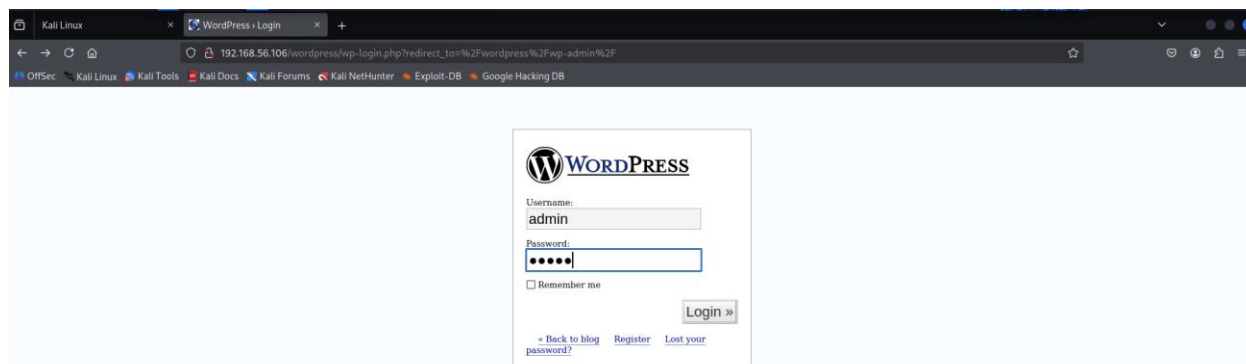 Kali Linux × WordPress › Login × +
192.168.56.106/wordpress/wp-login.php?redirect_to=%2Fwordpress%2Fwp-admin%2F
OffSec Kali Linux Kali Tools Kali Docs Kali Forums Kali NetHunter Exploit-DB Google Hacking DB
WORDPRESS
Username:
admin
Password:
•••••
Remember me
Login »
« Back to blog Register Lost your
password?